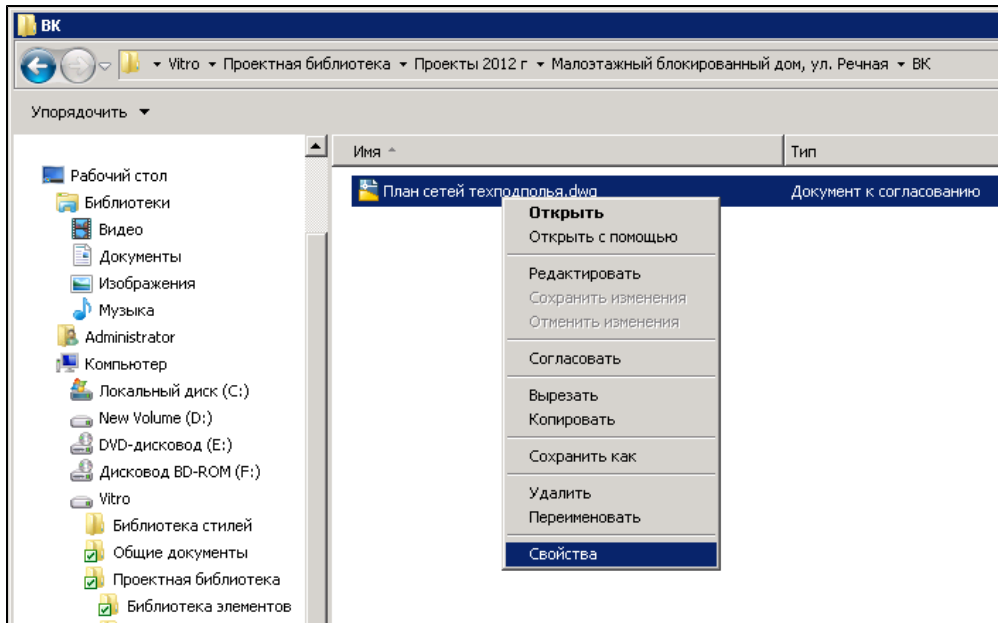 ВК
Vitro Проектная библиотека Проекты 2012 г Малоэтажный блокированный дом, ул. Речная ВК
Упорядочить
Имя Тип
Рабочий стол
Библиотеки
Видео
Документы
Изображения
Музыка
Administrator
Компьютер
Локальный диск (C:)
New Volume (D:)
DVD-дисковод (E:)
Дисковод BD-ROM (F:)
Vitro
Библиотека стилей
Общие документы
Проектная библиотека
Библиотека элементов
План сетей техподполья.dwg Документ к согласованию
Открыть
Открыть с помощью
Редактировать
Сохранить изменения
Отменить изменения
Согласовать
Вырезать
Копировать
Сохранить как
Удалить
Переименовать
Свойства